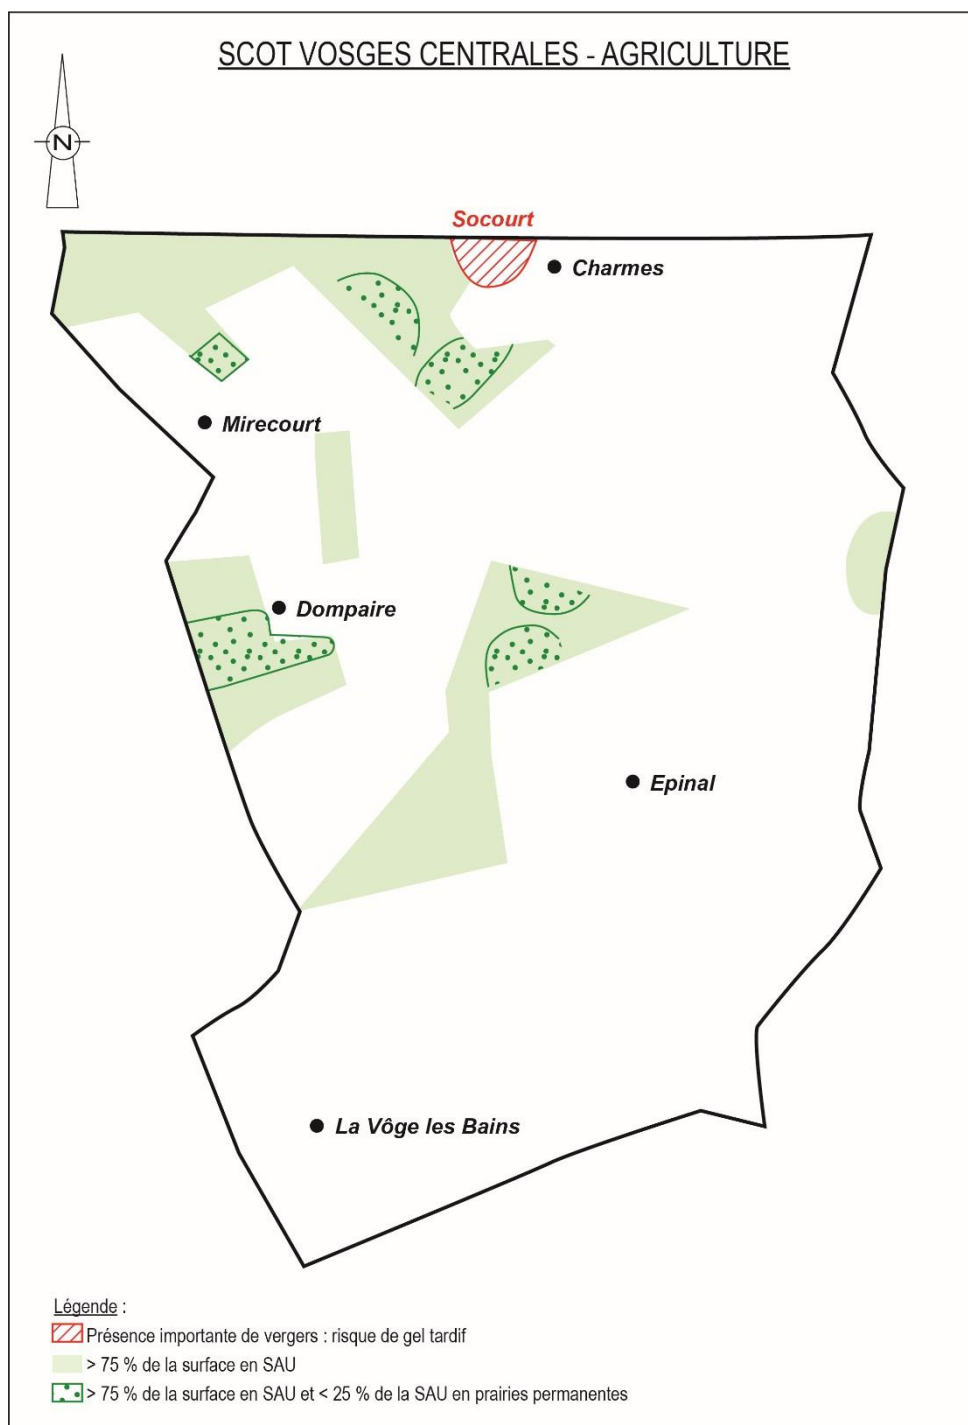 SCOT VOSGES CENTRALES - AGRICULTURE
N
Socourt
Charmes
Mirecourt
Dompaire
Epinal
La Vôge les Bains
Légende :
Présence importante de vergers : risque de gel tardif
> 75 % de la surface en SAU
> 75 % de la surface en SAU et < 25 % de la SAU en prairies permanentes